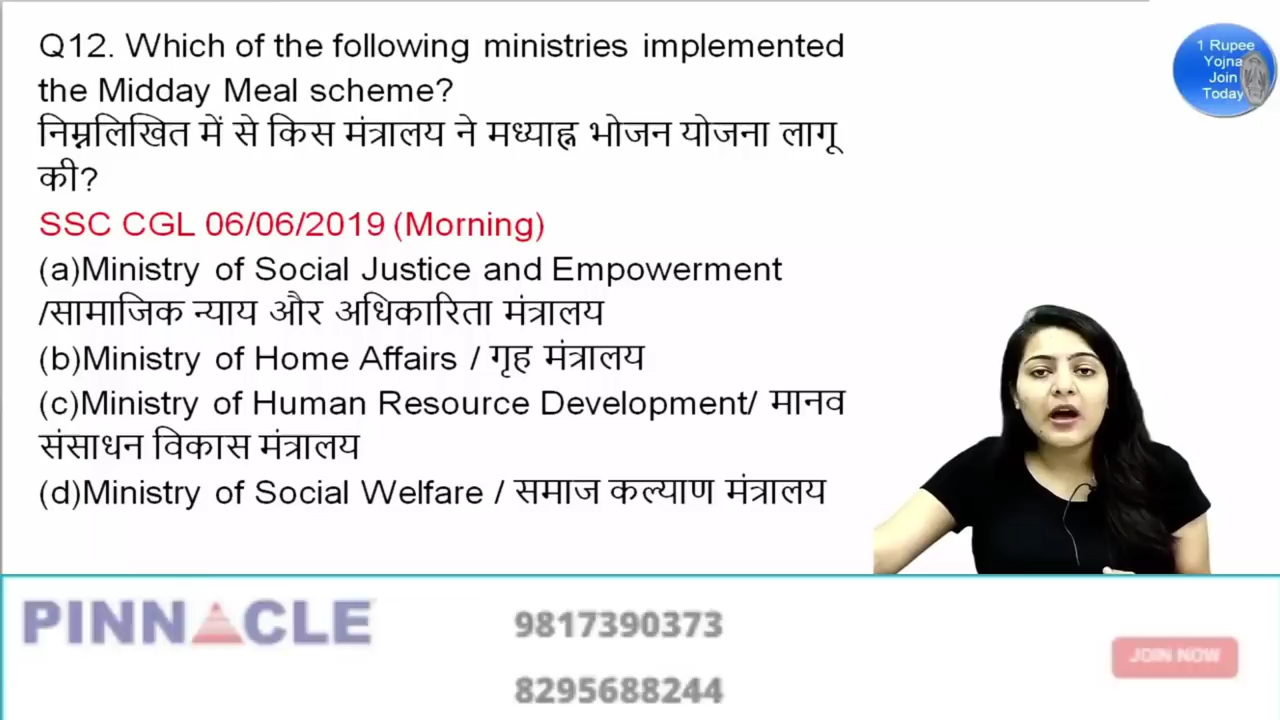 Q12. Which of the following ministries implemented
the Midday Meal scheme?
निम्नलिखित में से किस मंत्रालय ने मध्याह्न भोजन योजना लागू
की?
SSC CGL 06/06/2019 (Morning)
(a)Ministry of Social Justice and Empowerment
/सामाजिक न्याय और अधिकारिता मंत्रालय
(b)Ministry of Home Affairs / गृह मंत्रालय
(c)Ministry of Human Resource Development/ मानव
संसाधन विकास मंत्रालय
(d)Ministry of Social Welfare / समाज कल्याण मंत्रालय
1 Rupee
Yojna
Join
Today
PINNACLE
9817390373
8295688244
JOIN NOW